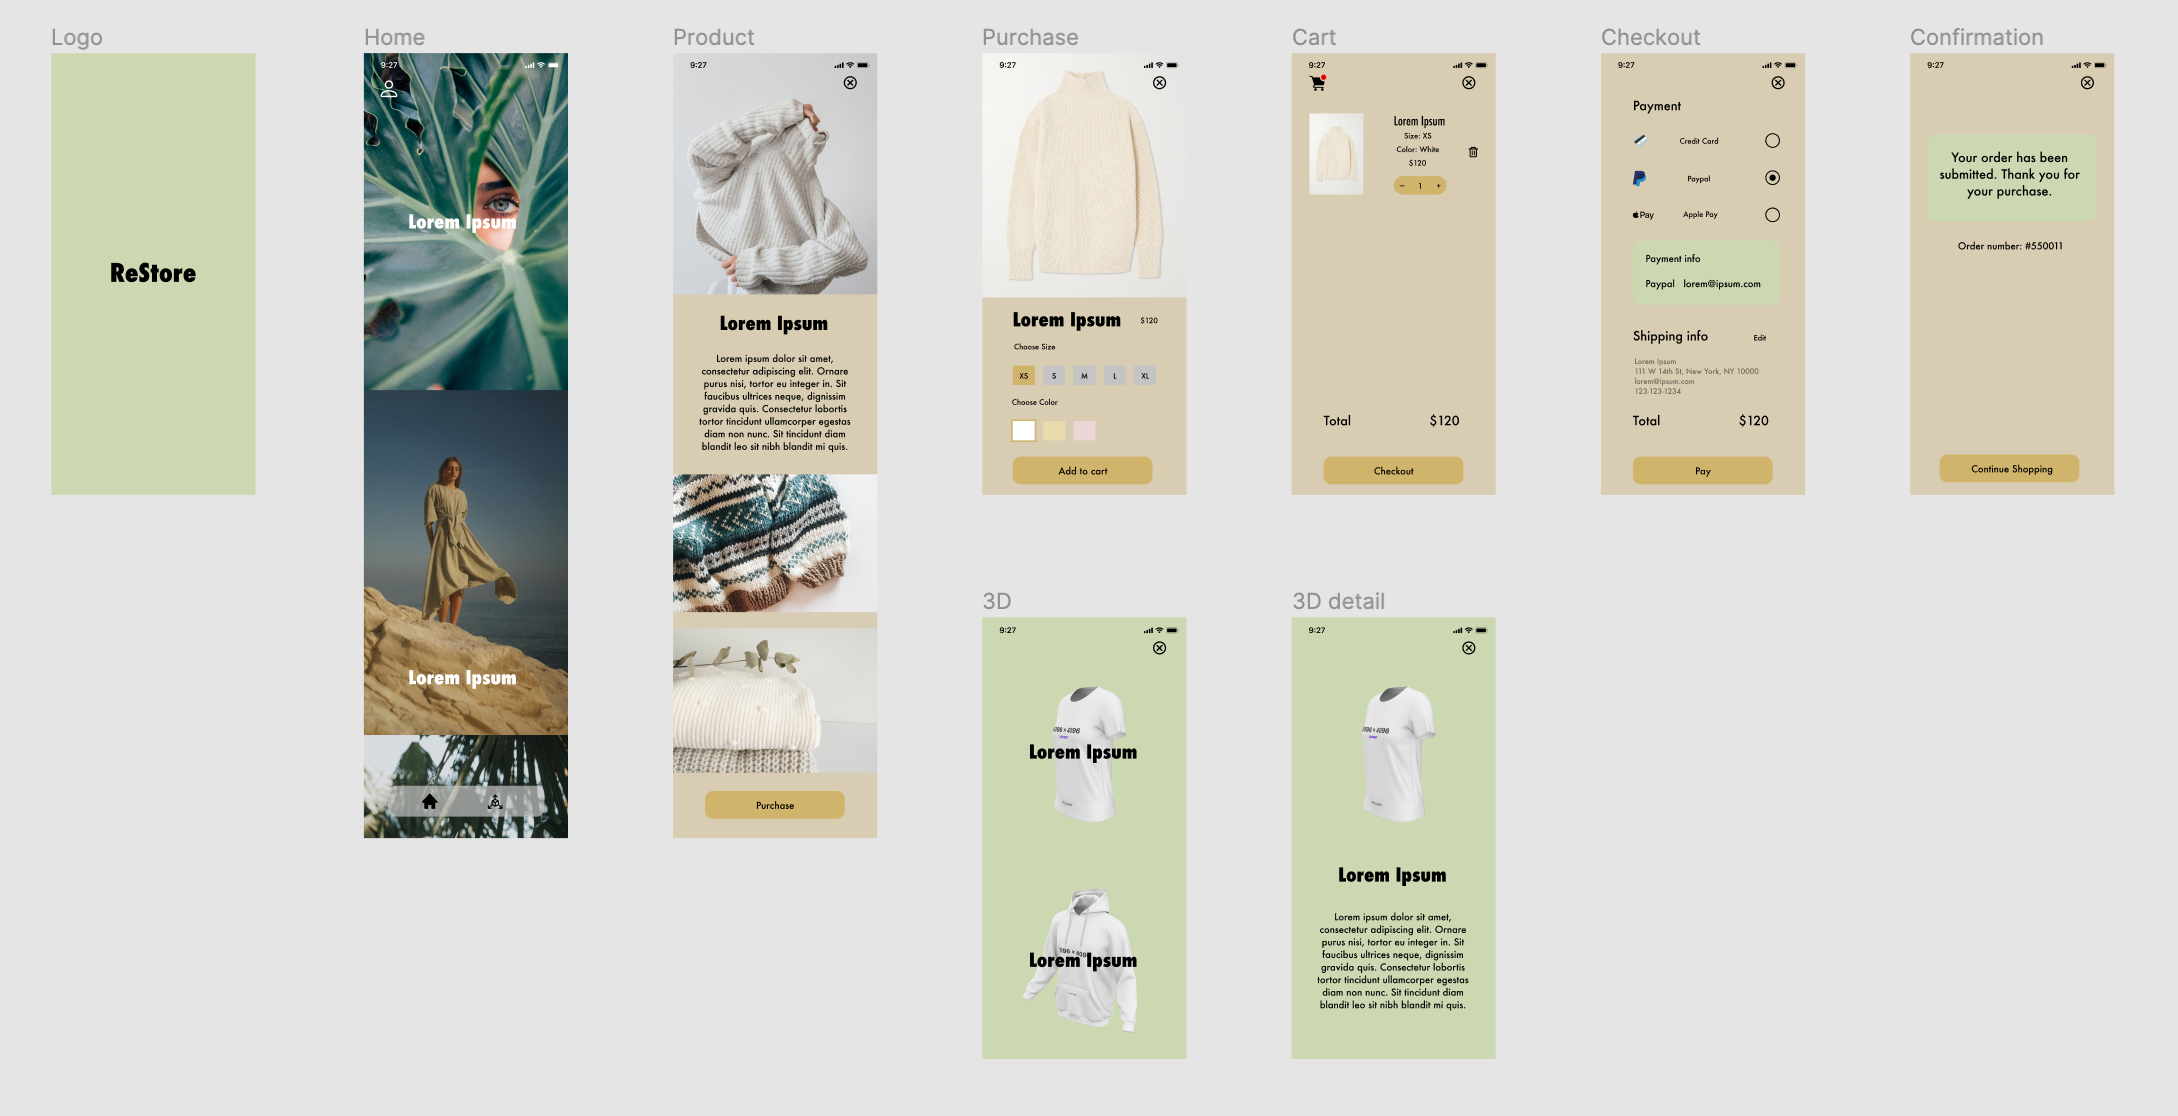 Logo
ReStore
Home
9:27
Lorem Ipsum
Lorem Ipsum
Product
9:27
Lorem Ipsum
Lorem ipsum dolor sit amet,
consectetur adipiscing elit. Ornare
purus nisi, tortor eu integer in. Sit
faucibus ultrices neque, dignissim
gravida quis. Consectetur lobortis
tortor tincidunt ullamcorper egestas
diam non nunc. Sit tincidunt diam
blandit leo sit nibh blandit mi quis.
Purchase
Purchase
9:27
Lorem Ipsum $120
Choose Size
XS S M L XL
Choose Color
Add to cart
Cart
9:27
Lorem Ipsum
Size: XS
Color: White
$120
− 1 +
Total $120
Checkout
Checkout
9:27
Payment
Credit Card
Paypal
Pay Apple Pay
Payment info
Paypal lorem@ipsum.com
Shipping info Edit
Lorem Ipsum
111 W 14th St, New York, NY 10000
lorem@ipsum.com
123-123-1234
Total $120
Pay
Confirmation
9:27
Your order has been
submitted. Thank you for
your purchase.
Order number: #550011
Continue Shopping
3D
9:27
Lorem Ipsum
Lorem Ipsum
3D detail
9:27
Lorem Ipsum
Lorem ipsum dolor sit amet,
consectetur adipiscing elit. Ornare
purus nisi, tortor eu integer in. Sit
faucibus ultrices neque, dignissim
gravida quis. Consectetur lobortis
tortor tincidunt ullamcorper egestas
diam non nunc. Sit tincidunt diam
blandit leo sit nibh blandit mi quis.